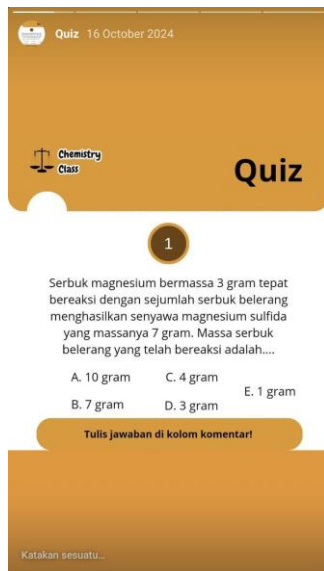 Quiz 16 October 2024
Chemistry
Class
Quiz
1
Serbuk magnesium bermassa 3 gram tepat
bereaksi dengan sejumlah serbuk belerang
menghasilkan senyawa magnesium sulfida
yang massanya 7 gram. Massa serbuk
belerang yang telah bereaksi adalah....
A. 10 gram
B. 7 gram
C. 4 gram
D. 3 gram
E. 1 gram
Tulis jawaban di kolom komentar!
Katakan sesuatu...